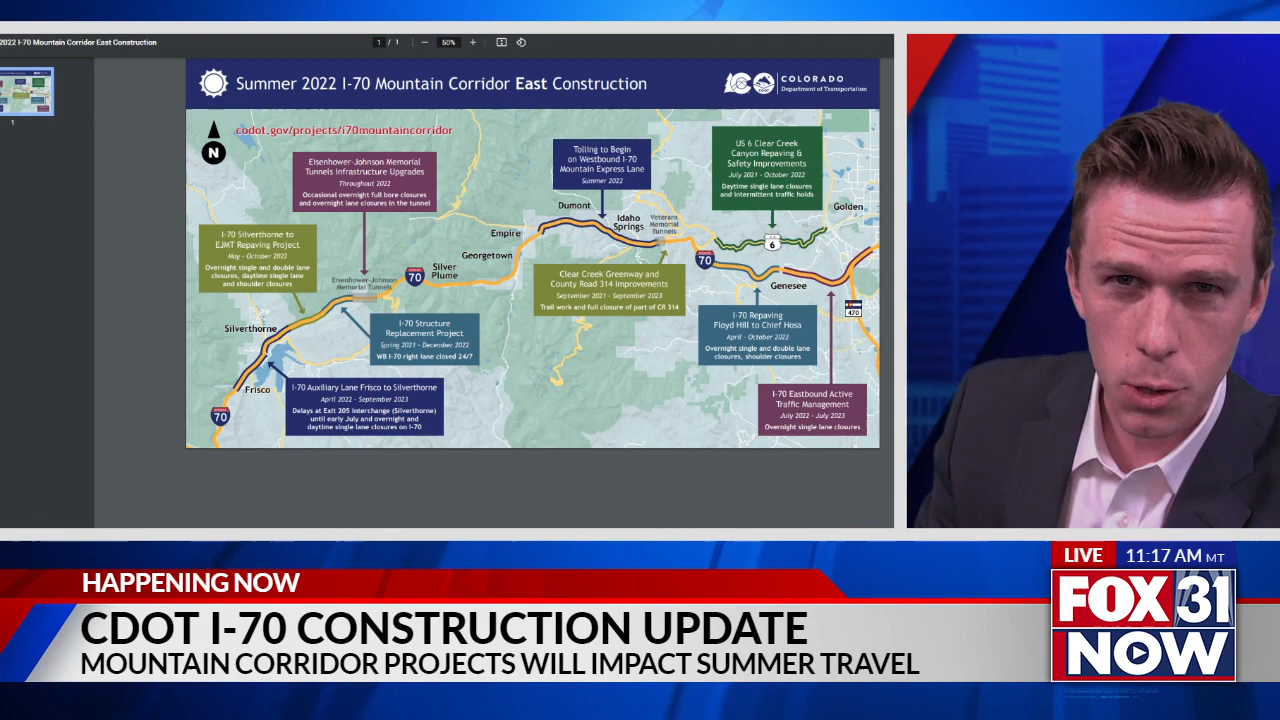 2022 I-70 Mountain Corridor East Construction
1 / 1
50%
1
Summer 2022 I-70 Mountain Corridor East Construction
COLORADO
Department of Transportation
codot.gov/projects/i70mountaincorridor
N
Eisenhower-Johnson Memorial
Tunnels Infrastructure Upgrades
Throughout 2022
Occasional overnight full bore closures
and overnight lane closures in the tunnel
Tolling to Begin
on Westbound I-70
Mountain Express Lane
Summer 2022
US 6 Clear Creek
Canyon Repaving &
Safety Improvements
July 2021 - October 2022
Daytime single lane closures
and intermittent traffic holds
I-70 Silverthorne to
EJMT Repaving Project
May - October 2022
Overnight single and double lane
closures, daytime single lane
and shoulder closures
Dumont
Idaho
Springs
Veterans
Memorial
Tunnels
Golden
Empire
Georgetown
6
70
Silver
Plume
70
Eisenhower-Johnson
Memorial Tunnels
Clear Creek Greenway and
County Road 314 Improvements
September 2021 - September 2023
Trail work and full closure of part of CR 314
Genesee
470
Silverthorne
I-70 Structure
Replacement Project
Spring 2021 - December 2022
WB I-70 right lane closed 24/7
I-70 Repaving
Floyd Hill to Chief Hosa
April - October 2022
Overnight single and double lane
closures, shoulder closures
Frisco
70
I-70 Auxiliary Lane Frisco to Silverthorne
April 2022 - September 2023
Delays at Exit 205 interchange (Silverthorne)
until early July and overnight and
daytime single lane closures on I-70
I-70 Eastbound Active
Traffic Management
July 2022 - July 2023
Overnight single lane closures
HAPPENING NOW
CDOT I-70 CONSTRUCTION UPDATE
MOUNTAIN CORRIDOR PROJECTS WILL IMPACT SUMMER TRAVEL
LIVE
11:17 AM MT
FOX 31
NOW